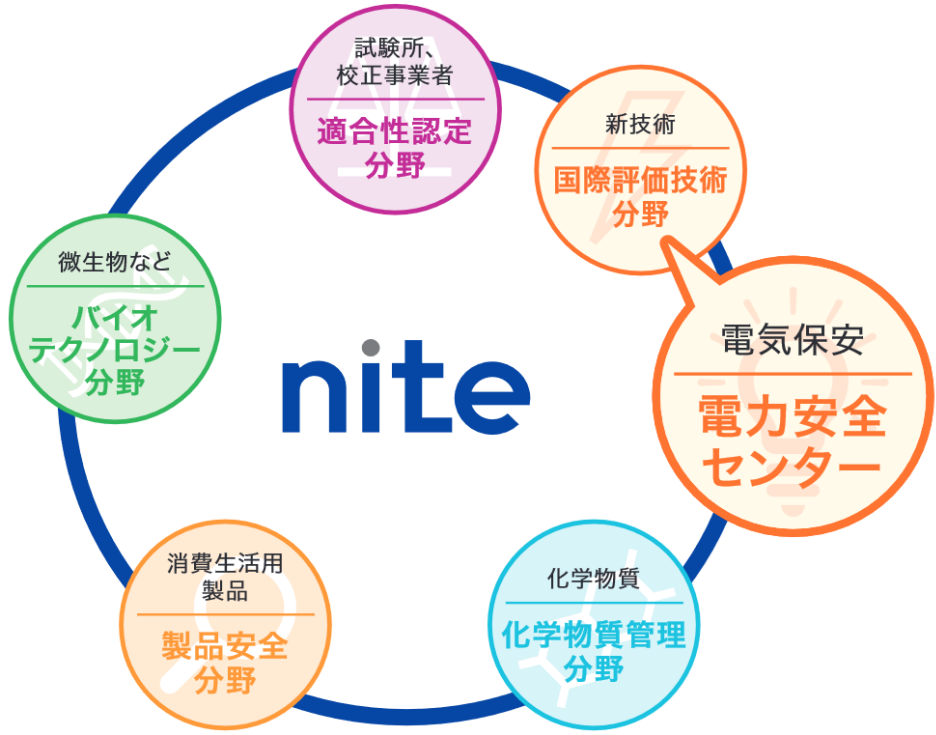 試験所、
校正事業者
適合性認定
分野
新技術
国際評価技術
分野
電気保安
電力安全
センター
微生物など
バイオ
テクノロジー
分野
nite
消費生活用
製品
製品安全
分野
化学物質
化学物質管理
分野